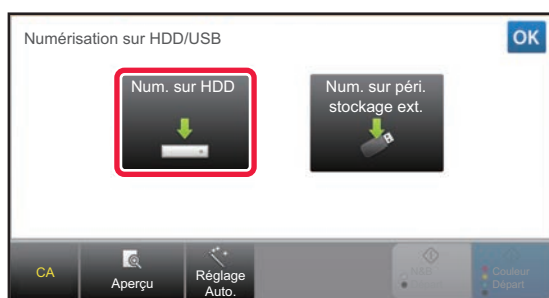 Numérisation sur HDD/USB
OK
Num. sur HDD
Num. sur péri.
stockage ext.
CA
Aperçu
Réglage
Auto.
N&B
Départ
Couleur
Départ